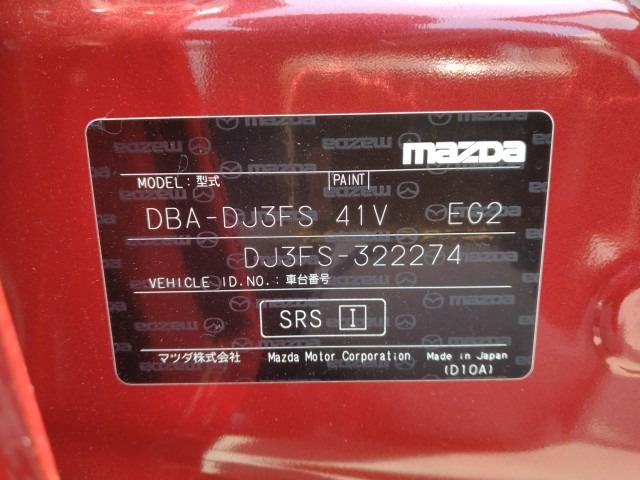 mazda
MODEL:型式 PAINT
DBA-DJ3FS 41V EG2
DJ3FS-322274
VEHICLE ID.NO.:車台番号
SRS I
マツダ株式会社 Mazda Motor Corporation Made in Japan
(D10A)